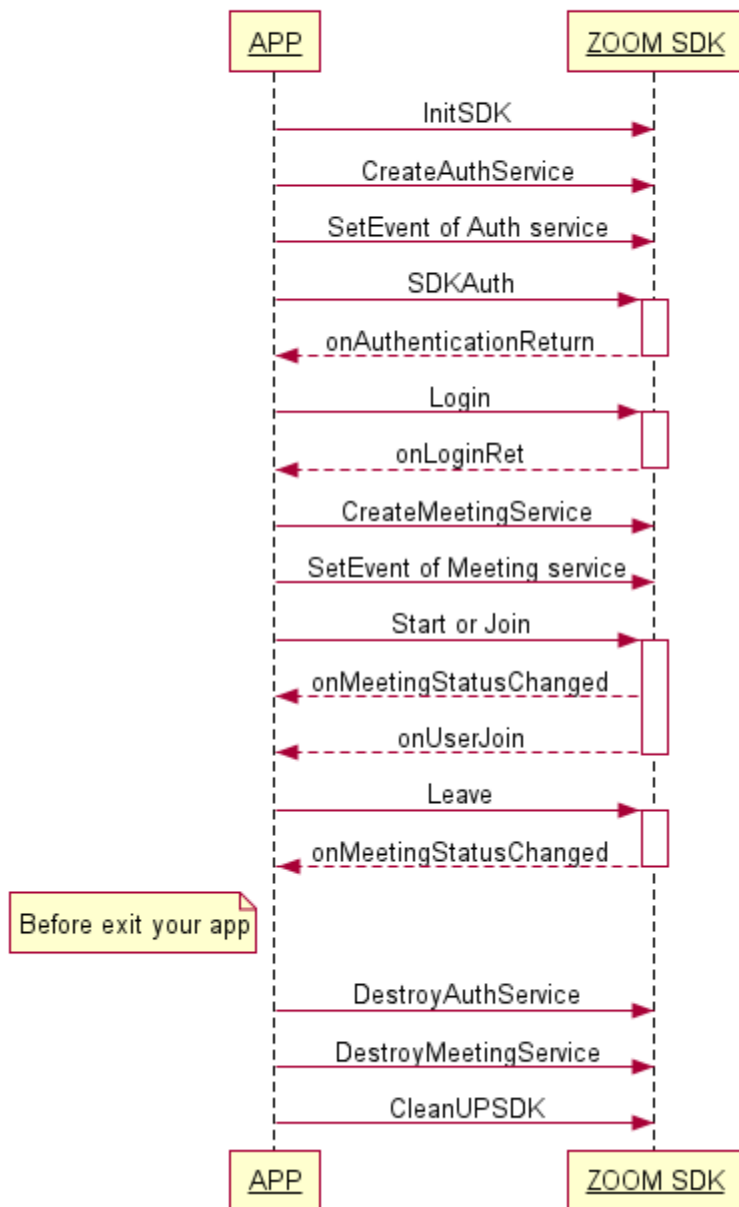 APP
ZOOM SDK
InitSDK
CreateAuthService
SetEvent of Auth service
SDKAuth
onAuthenticationReturn
Login
onLoginRet
CreateMeetingService
SetEvent of Meeting service
Start or Join
onMeetingStatusChanged
onUserJoin
Leave
onMeetingStatusChanged
Before exit your app
DestroyAuthService
DestroyMeetingService
CleanUPSDK
APP
ZOOM SDK